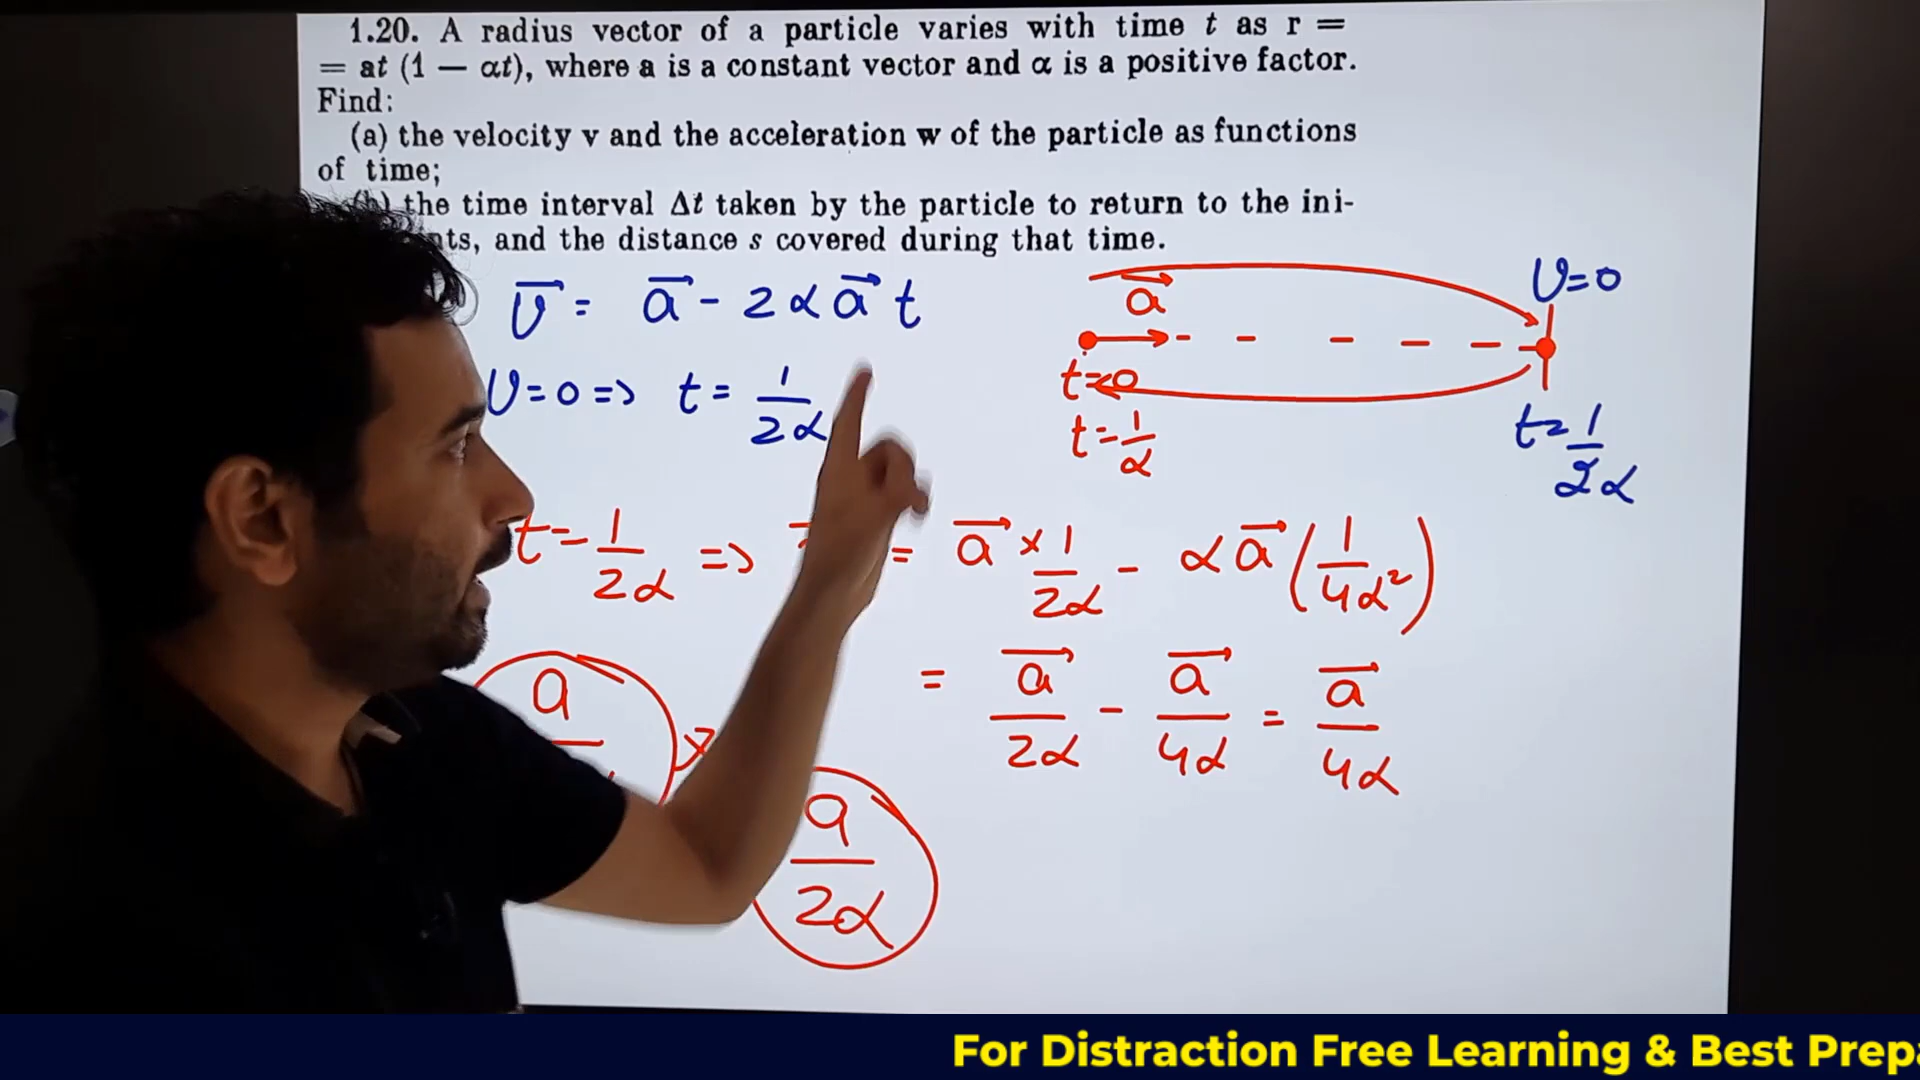 1.20. A radius vector of a particle varies with time t as r =
= at (1 — αt), where a is a constant vector and α is a positive factor.
Find:
(a) the velocity v and the acceleration w of the particle as functions
of time;
the time interval Δt taken by the particle to return to the ini-
nts, and the distance s covered during that time.
v⃗ = a⃗ - 2αa⃗t
v=0 => t = 1/2α
a⃗
v=0
t=0
t=1/α
t=1/2α
t=1/2α => = a⃗ × 1/2α - αa⃗(1/4α²)
= a⃗/2α - a⃗/4α = a⃗/4α
a
a/2α
For Distraction Free Learning & Best Prepa